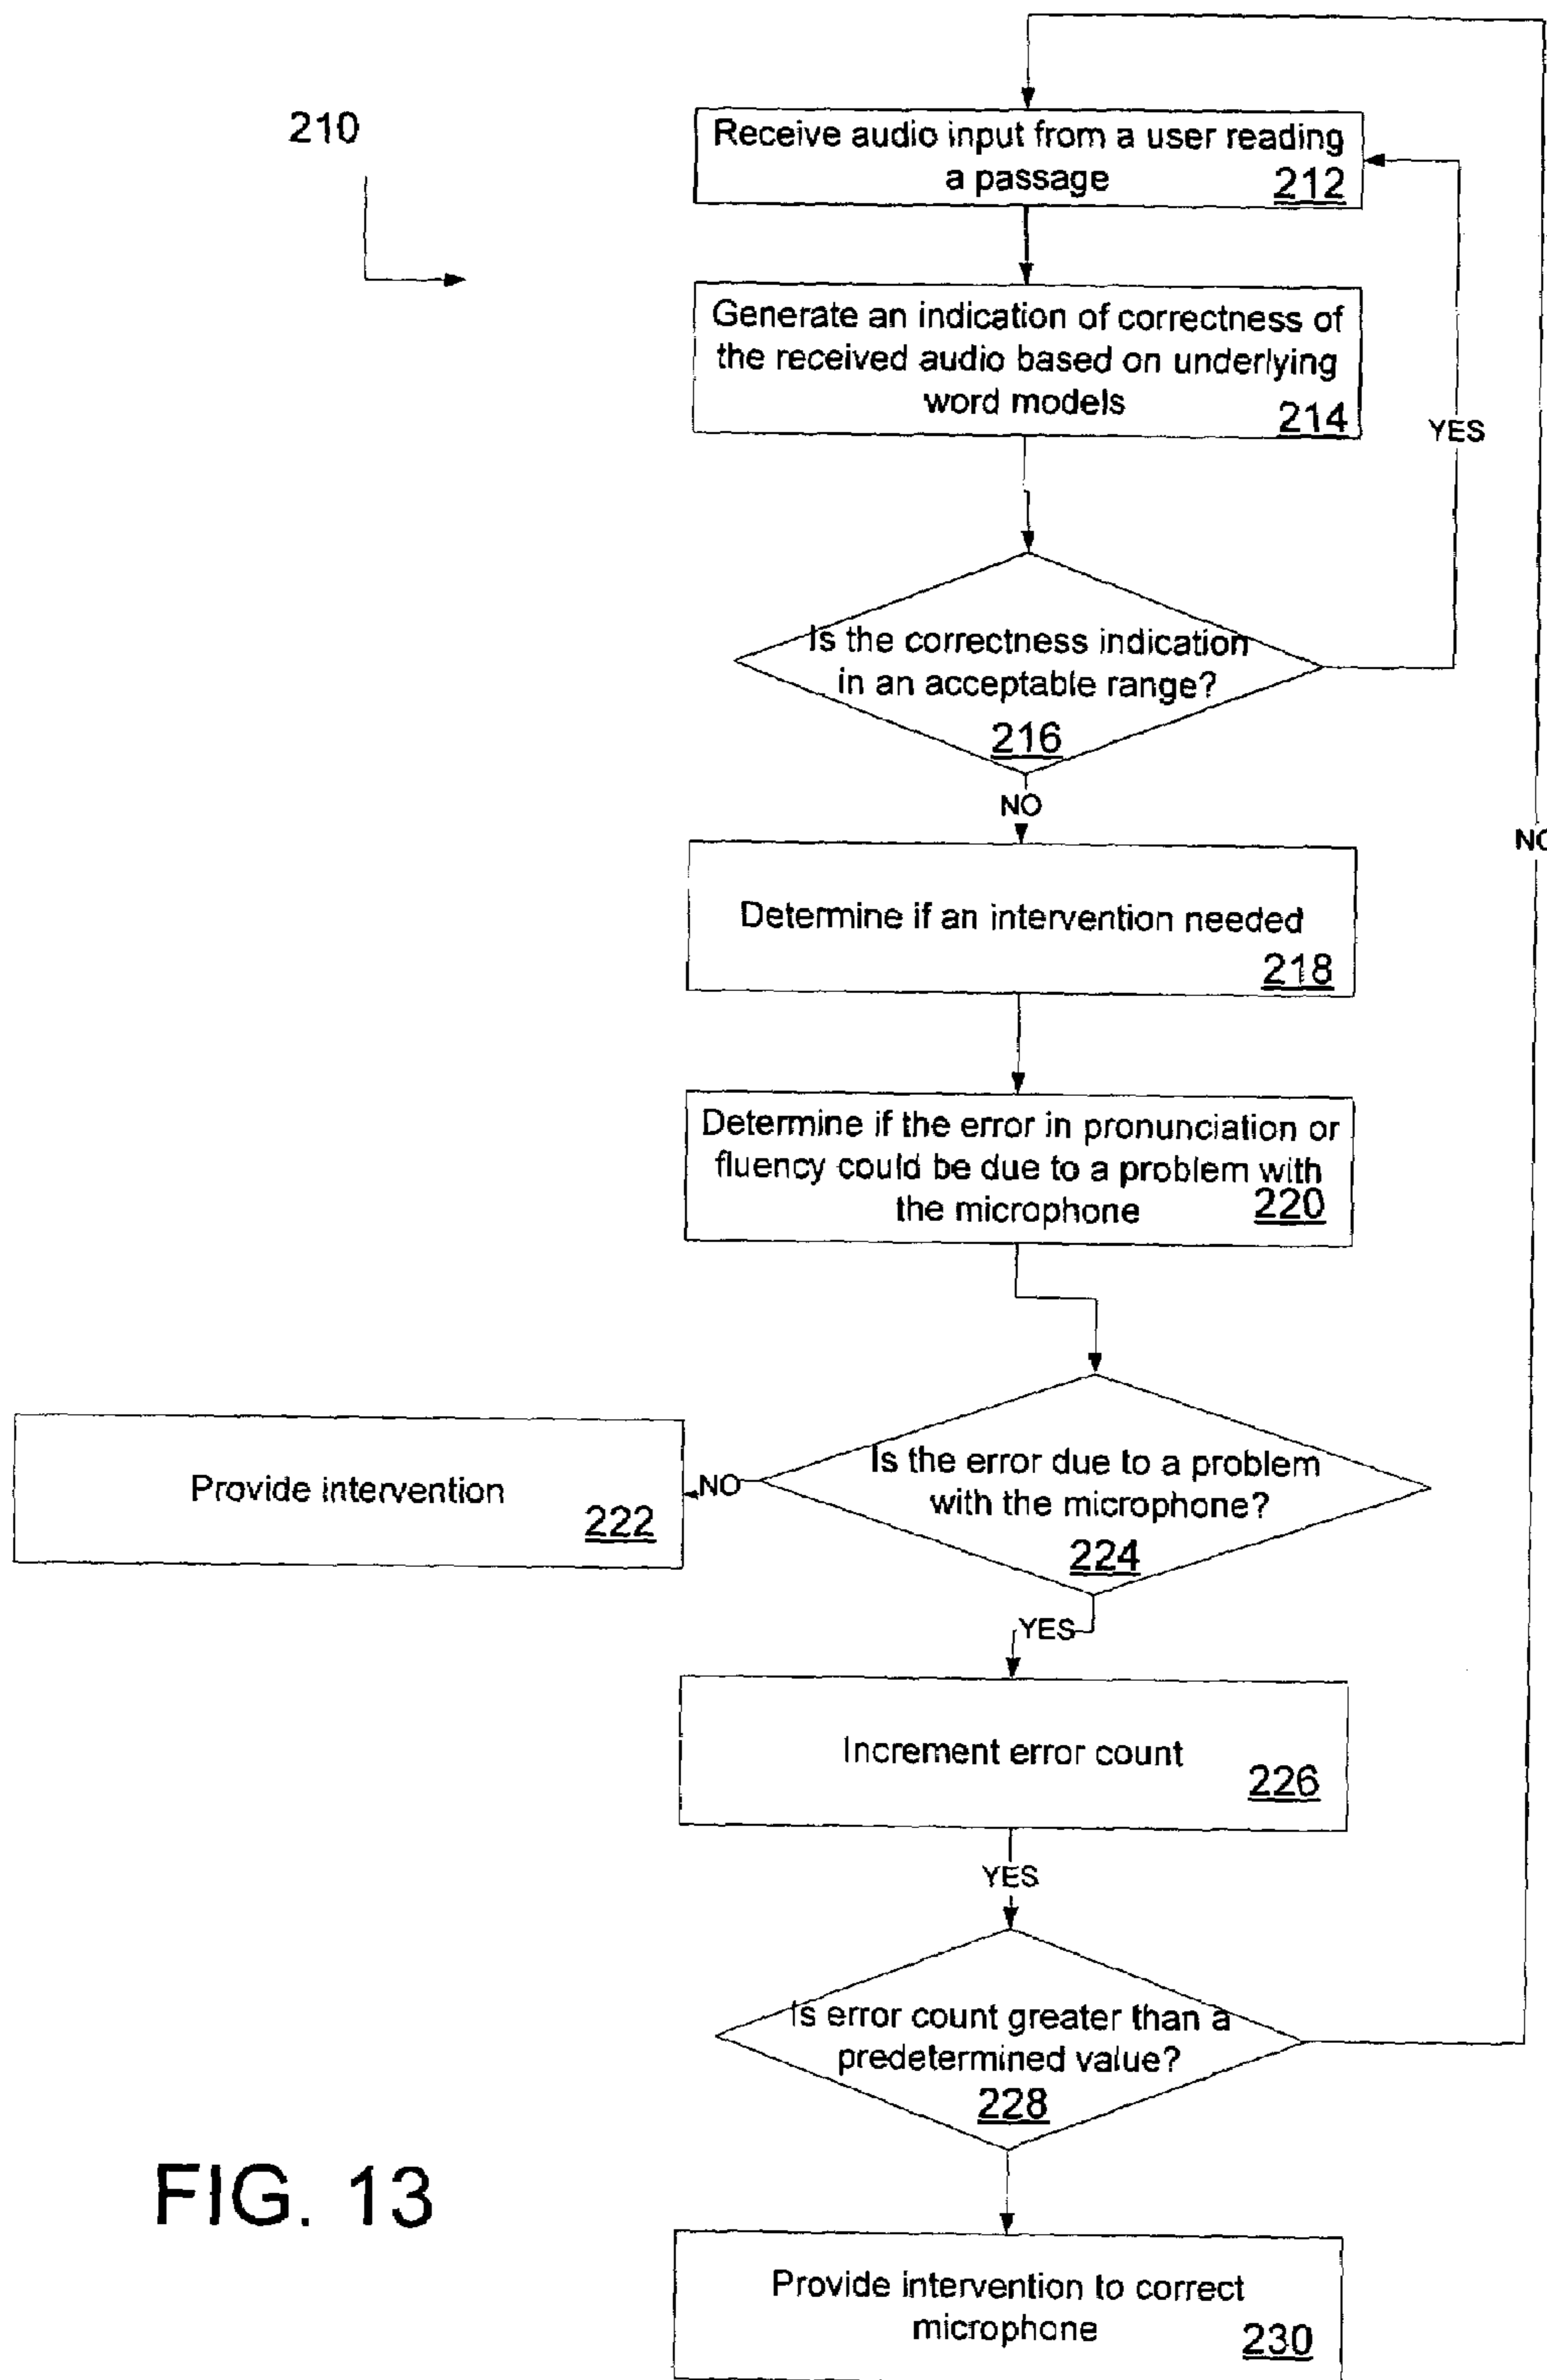 210
Receive audio input from a user reading
a passage 212
Generate an indication of correctness of
the received audio based on underlying
word models 214
YES
Is the correctness indication
in an acceptable range?
216
NO
NO
Determine if an intervention needed
218
Determine if the error in pronunciation or
fluency could be due to a problem with
the microphone 220
Is the error due to a problem
with the microphone?
224
NO
Provide intervention
222
YES
Increment error count
226
YES
Is error count greater than a
predetermined value?
228
Provide intervention to correct
microphone 230
FIG. 13